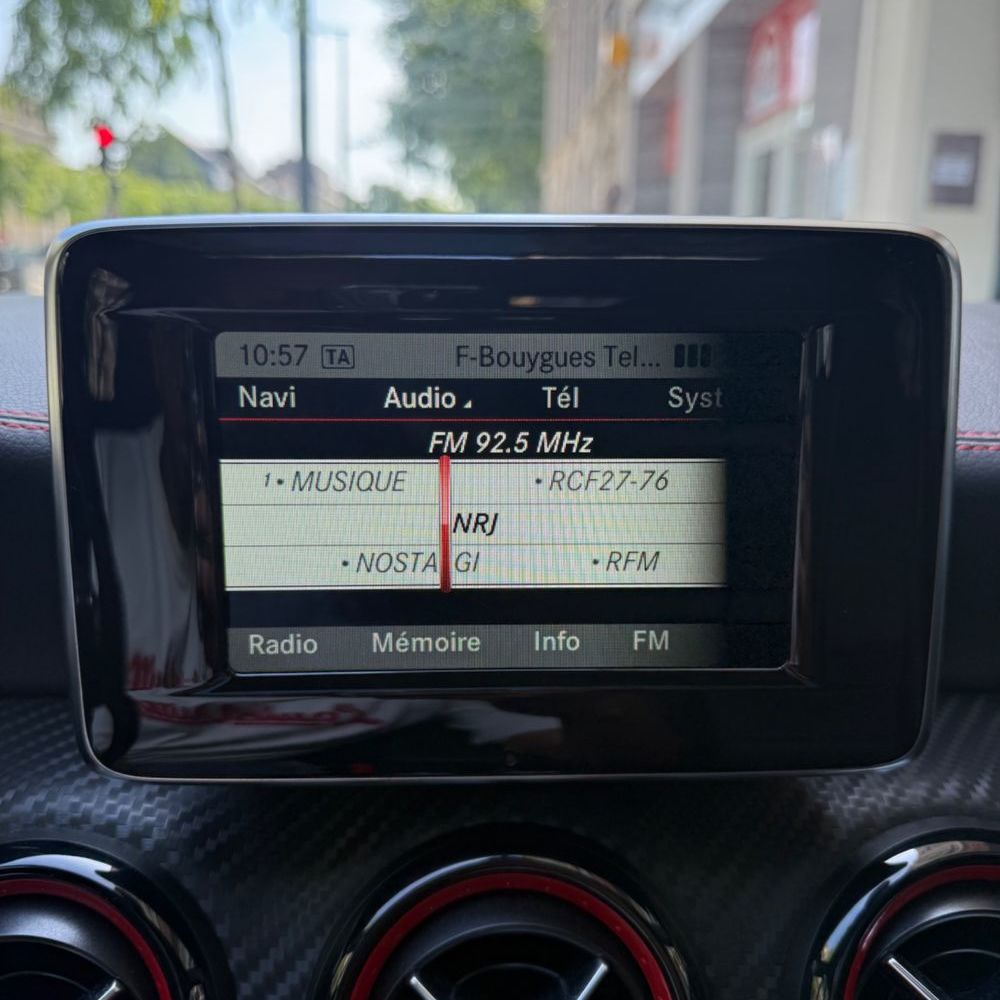 10:57 TA F-Bouygues Tel...
Navi Audio Tél Syst
FM 92.5 MHz
1 • MUSIQUE • RCF27-76
NRJ
• NOSTA GI • RFM
Radio Mémoire Info FM